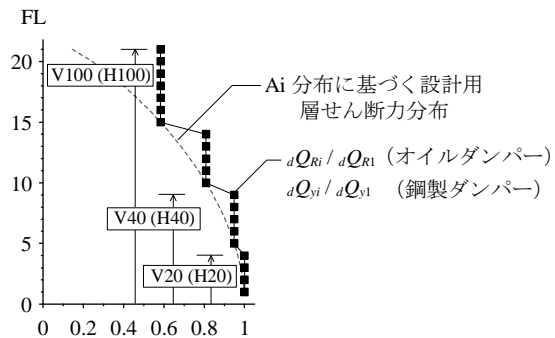 FL
20
15
10
5
0
V100 (H100)
V40 (H40)
V20 (H20)
Ai 分布に基づく設計用
層せん断力分布
dQRi / dQR1 (オイルダンパー)
dQyi / dQy1 (鋼製ダンパー)
0 0.2 0.4 0.6 0.8 1